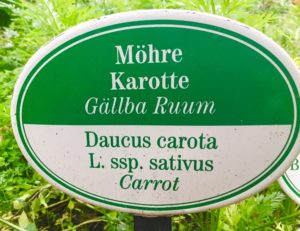 Möhre
Karotte
Gällba Ruum
Daucus carota
L. ssp. sativus
Carrot